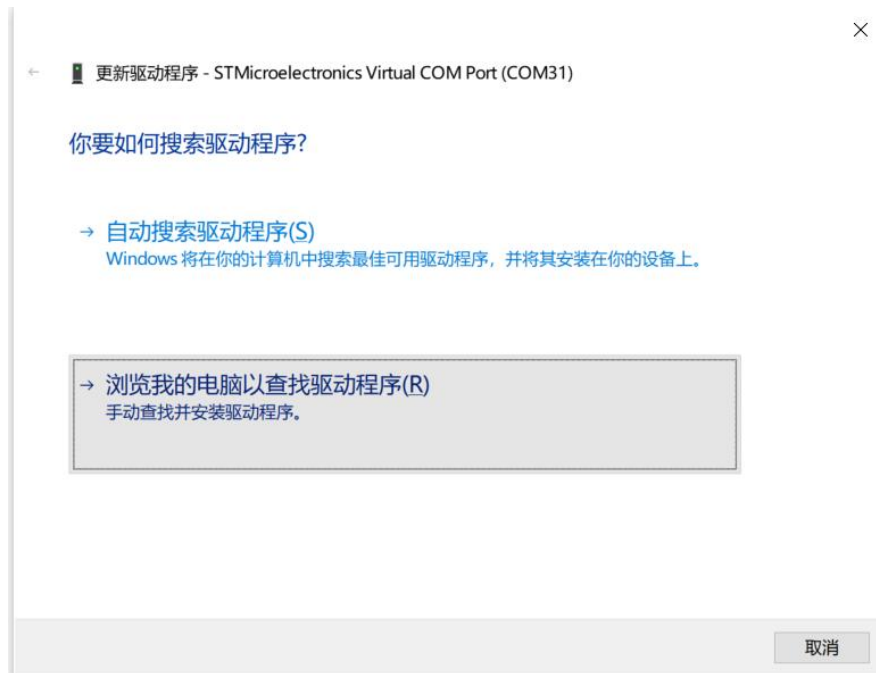 更新驱动程序 - STMicroelectronics Virtual COM Port (COM31)
你要如何搜索驱动程序?
→ 自动搜索驱动程序(S)
Windows 将在你的计算机中搜索最佳可用驱动程序，并将其安装在你的设备上。
→ 浏览我的电脑以查找驱动程序(R)
手动查找并安装驱动程序。
取消